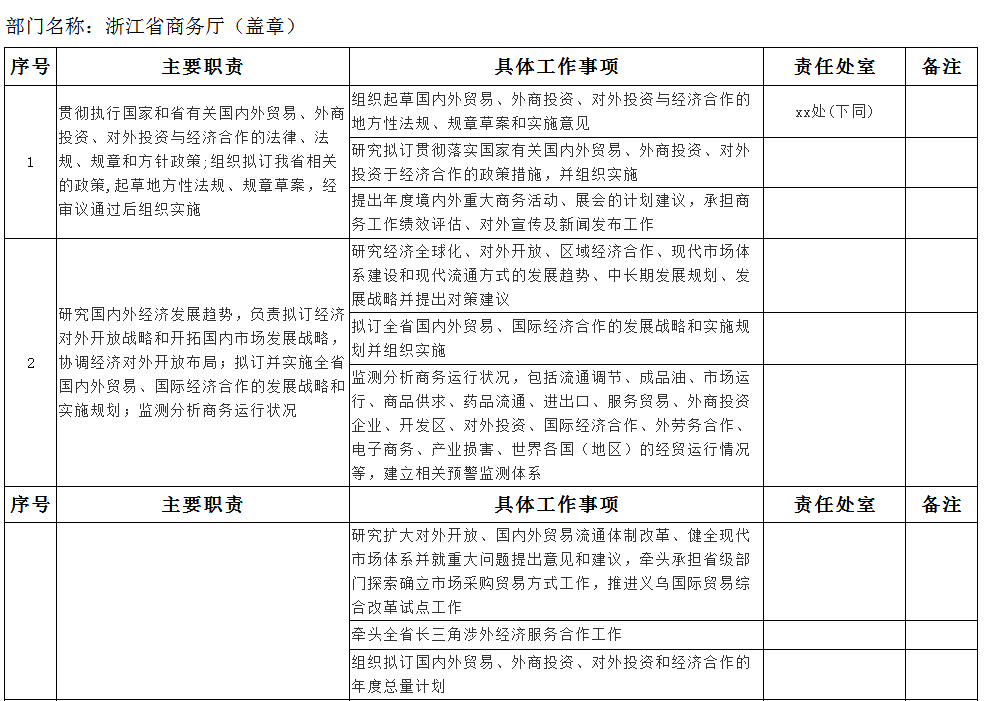 部门名称：浙江省商务厅（盖章）
序号 主要职责 具体工作事项 责任处室 备注
1
贯彻执行国家和省有关国内外贸易、外商
投资、对外投资与经济合作的法律、法
规、规章和方针政策;组织拟订我省相关
的政策,起草地方性法规、规章草案，经
审议通过后组织实施
组织起草国内外贸易、外商投资、对外投资与经济合作的
地方性法规、规章草案和实施意见
xx处(下同)
研究拟订贯彻落实国家有关国内外贸易、外商投资、对外
投资于经济合作的政策措施，并组织实施
提出年度境内外重大商务活动、展会的计划建议，承担商
务工作绩效评估、对外宣传及新闻发布工作
2
研究国内外经济发展趋势，负责拟订经济
对外开放战略和开拓国内市场发展战略，
协调经济对外开放布局；拟订并实施全省
国内外贸易、国际经济合作的发展战略和
实施规划；监测分析商务运行状况
研究经济全球化、对外开放、区域经济合作、现代市场体
系建设和现代流通方式的发展趋势、中长期发展规划、发
展战略并提出对策建议
拟订全省国内外贸易、国际经济合作的发展战略和实施规
划并组织实施
监测分析商务运行状况，包括流通调节、成品油、市场运
行、商品供求、药品流通、进出口、服务贸易、外商投资
企业、开发区、对外投资、国际经济合作、外劳务合作、
电子商务、产业损害、世界各国（地区）的经贸运行情况
等，建立相关预警监测体系
序号 主要职责 具体工作事项 责任处室 备注
研究扩大对外开放、国内外贸易流通体制改革、健全现代
市场体系并就重大问题提出意见和建议，牵头承担省级部
门探索确立市场采购贸易方式工作，推进义乌国际贸易综
合改革试点工作
牵头全省长三角涉外经济服务合作工作
组织拟订国内外贸易、外商投资、对外投资和经济合作的
年度总量计划